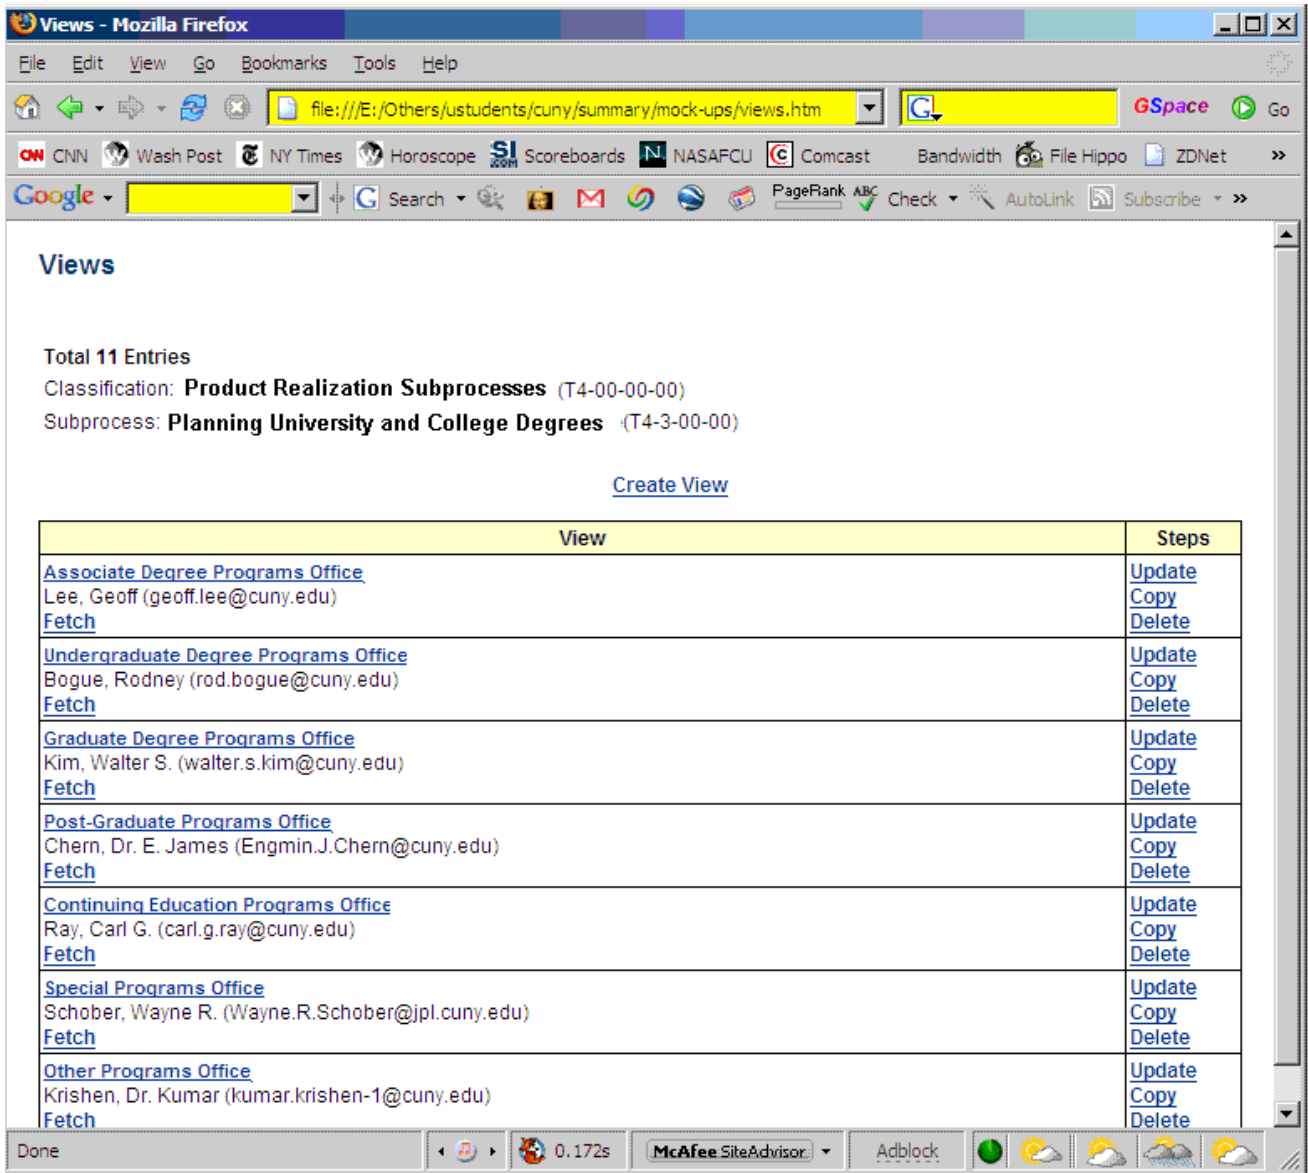 Views - Mozilla Firefox
File Edit View Go Bookmarks Tools Help
file:///E:/Others/ustudents/cuny/summary/mock-ups/views.htm G GSpace Go
CNN CNN Wash Post NY Times Horoscope SI.COM Scoreboards N NASAFCU C Comcast Bandwidth File Hippo ZDNet »
Google G Search PageRank ABC Check AutoLink Subscribe »
Views
Total 11 Entries
Classification: Product Realization Subprocesses (T4-00-00-00)
Subprocess: Planning University and College Degrees (T4-3-00-00)
Create View
View Steps
Associate Degree Programs Office Update
Lee, Geoff (geoff.lee@cuny.edu) Copy
Fetch Delete
Undergraduate Degree Programs Office Update
Bogue, Rodney (rod.bogue@cuny.edu) Copy
Fetch Delete
Graduate Degree Programs Office Update
Kim, Walter S. (walter.s.kim@cuny.edu) Copy
Fetch Delete
Post-Graduate Programs Office Update
Chern, Dr. E. James (Engmin.J.Chern@cuny.edu) Copy
Fetch Delete
Continuing Education Programs Office Update
Ray, Carl G. (carl.g.ray@cuny.edu) Copy
Fetch Delete
Special Programs Office Update
Schober, Wayne R. (Wayne.R.Schober@jpl.cuny.edu) Copy
Fetch Delete
Other Programs Office Update
Krishen, Dr. Kumar (kumar.krishen-1@cuny.edu) Copy
Fetch Delete
Done 0.172s McAfee SiteAdvisor Adblock